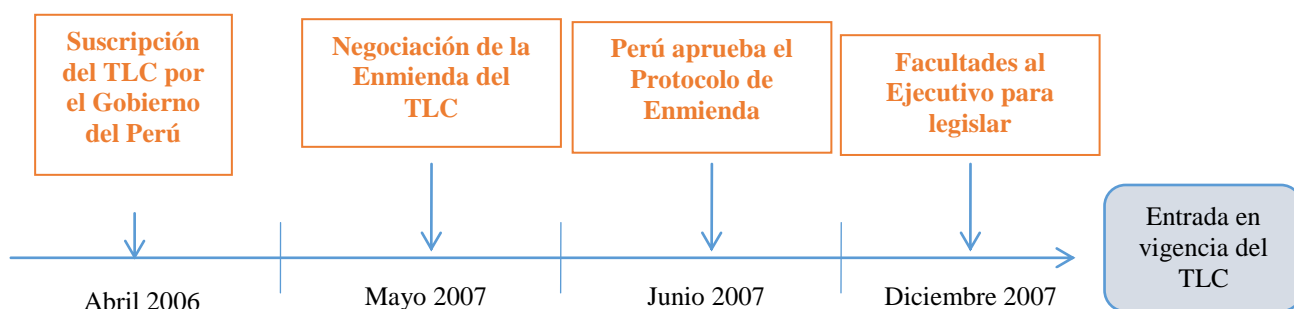 Suscripción
del TLC por
el Gobierno
del Perú
Negociación de la
Enmienda del
TLC
Perú aprueba el
Protocolo de
Enmienda
Facultades al
Ejecutivo para
legislar
Entrada en
vigencia del
TLC
Abril 2006
Mayo 2007
Junio 2007
Diciembre 2007